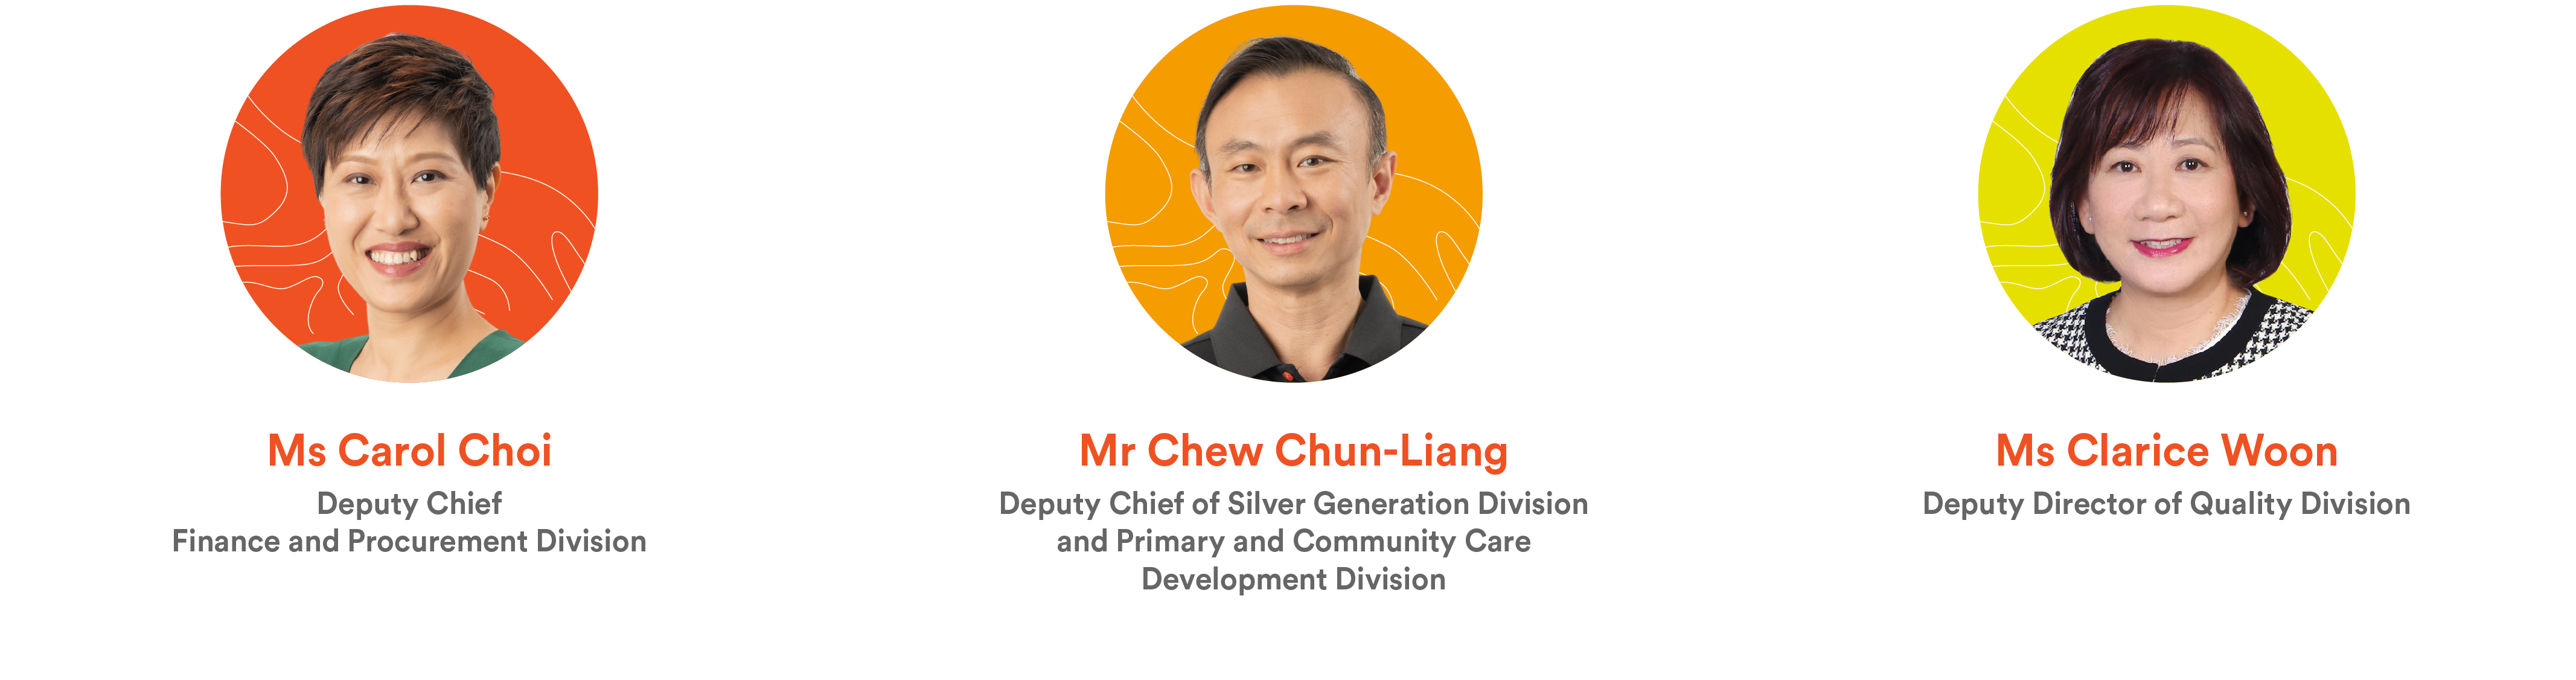 Ms Carol Choi
Deputy Chief
Finance and Procurement Division
Mr Chew Chun-Liang
Deputy Chief of Silver Generation Division
and Primary and Community Care
Development Division
Ms Clarice Woon
Deputy Director of Quality Division